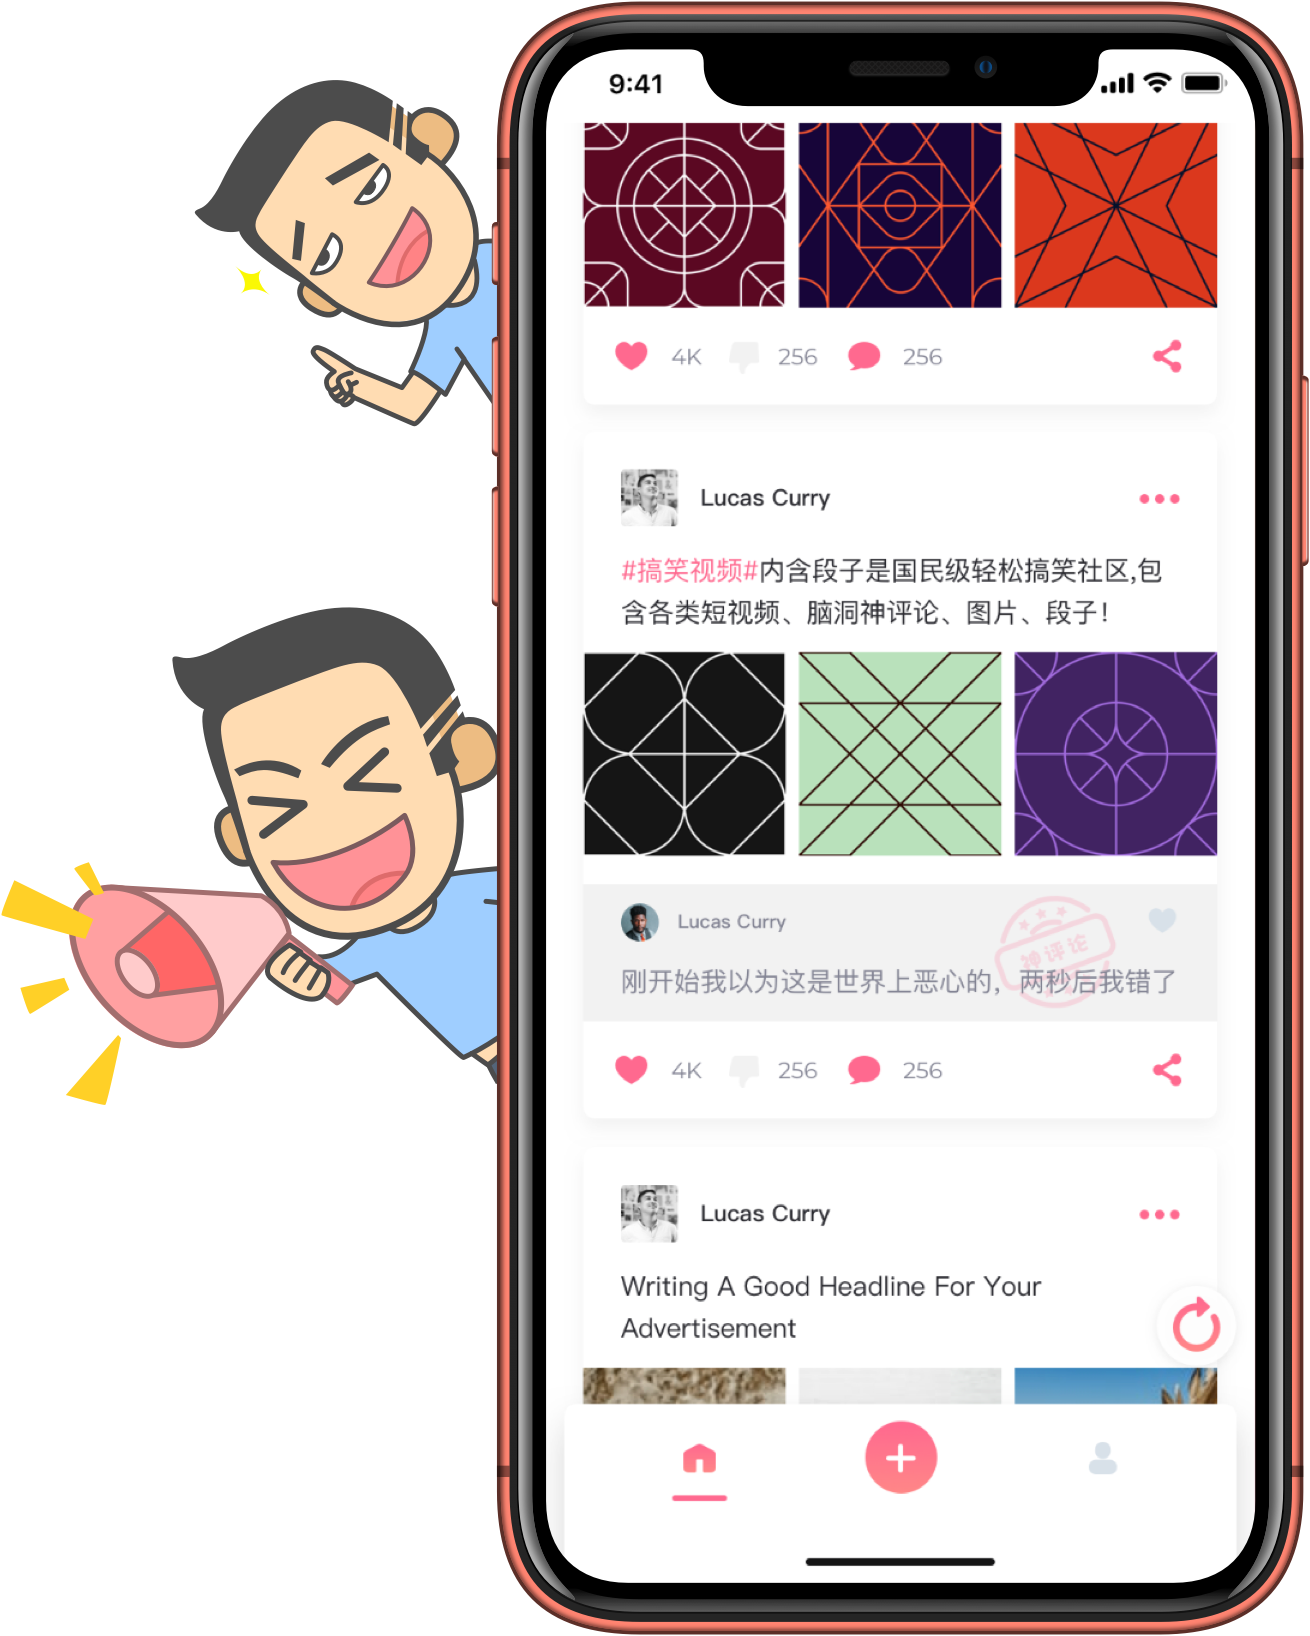 9:41
4K 256 256
Lucas Curry
#搞笑视频#内含段子是国民级轻松搞笑社区,包
含各类短视频、脑洞神评论、图片、段子!
Lucas Curry
神评论
刚开始我以为这是世界上恶心的，两秒后我错了
4K 256 256
Lucas Curry
Writing A Good Headline For Your
Advertisement